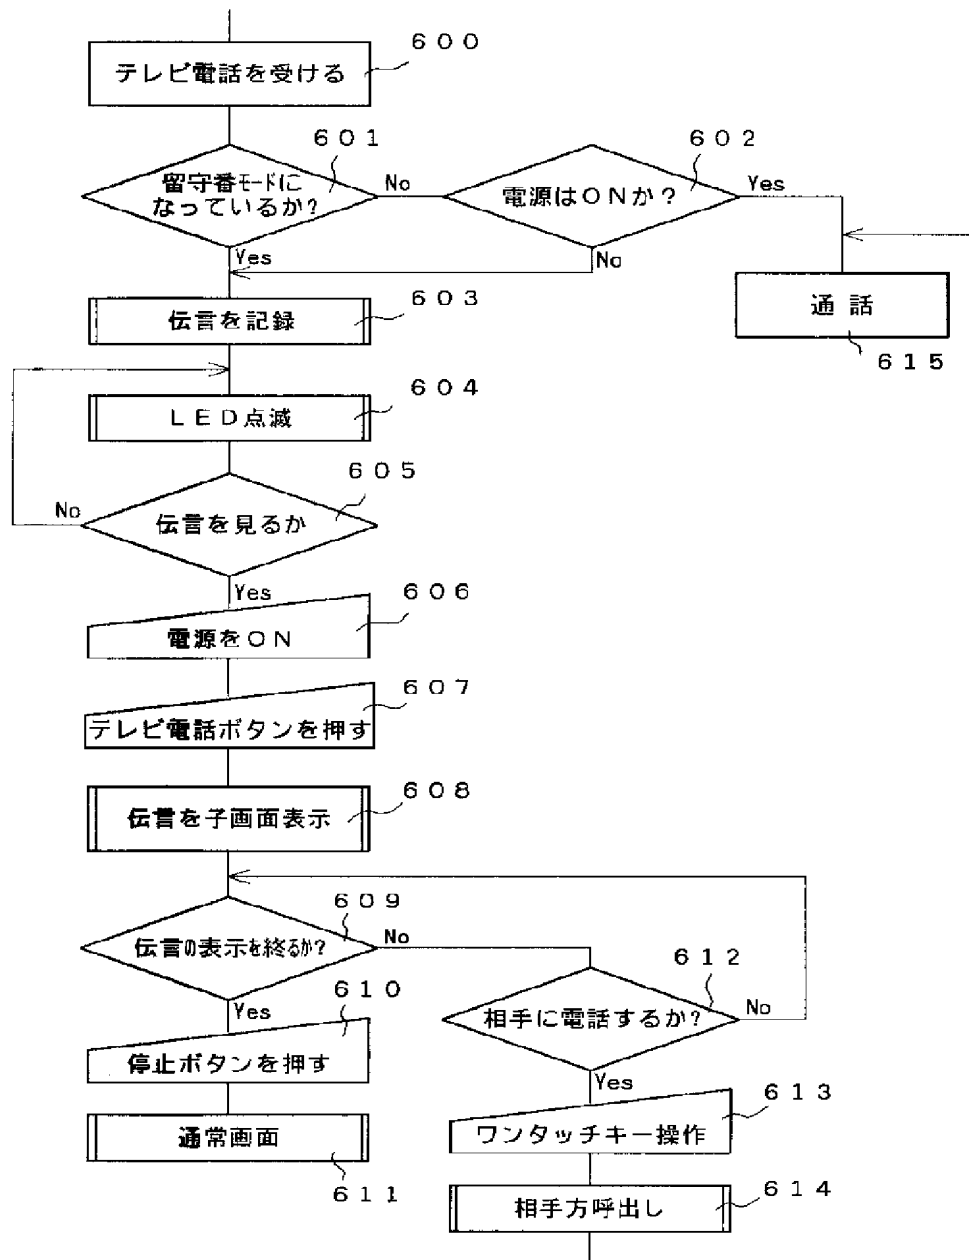 ６００
テレビ電話を受ける
６０１
６０２
留守番モードに
なっているか?
No
電源はＯＮか？
Yes
Yes
No
６０３
伝言を記録
通 話
６１５
６０４
ＬＥＤ点滅
６０５
No
伝言を見るか
Yes
６０６
電源をＯＮ
６０７
テレビ電話ボタンを押す
６０８
伝言を子画面表示
６０９
伝言の表示を終るか?
No
６１２
６１０
相手に電話するか?
No
Yes
停止ボタンを押す
Yes
６１３
ワンタッチキー操作
通常画面
６１１
６１４
相手方呼出し